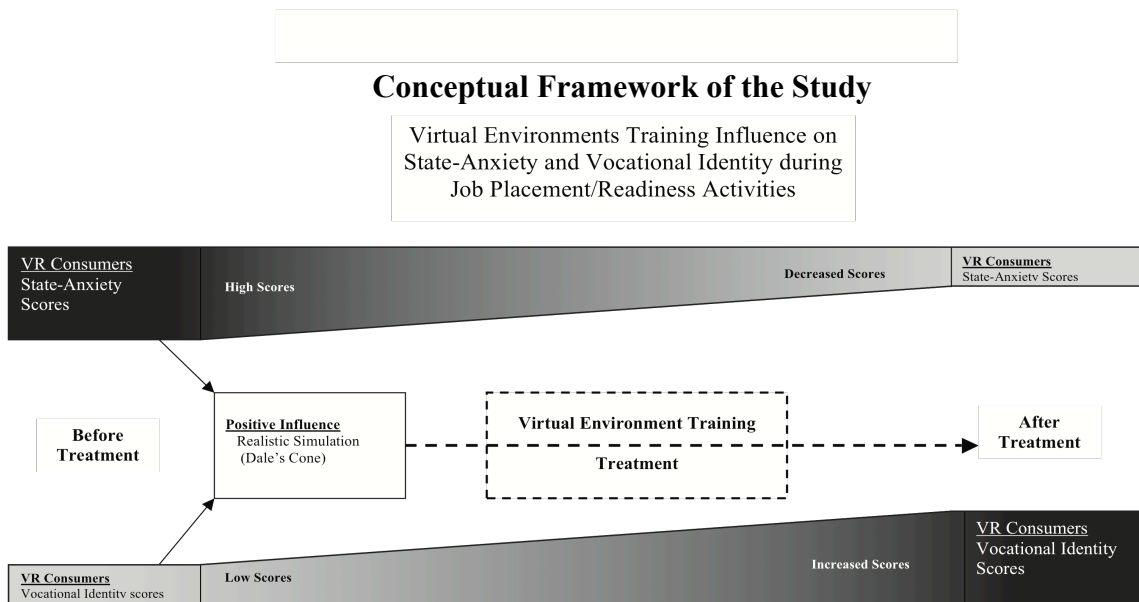 Conceptual Framework of the Study
Virtual Environments Training Influence on
State-Anxiety and Vocational Identity during
Job Placement/Readiness Activities
VR Consumers
State-Anxiety
Scores
High Scores
Decreased Scores
VR Consumers
State-Anxiety Scores
Before
Treatment
Positive Influence
Realistic Simulation
(Dale's Cone)
Virtual Environment Training
Treatment
After
Treatment
VR Consumers
Vocational Identity scores
Low Scores
Increased Scores
VR Consumers
Vocational Identity
Scores